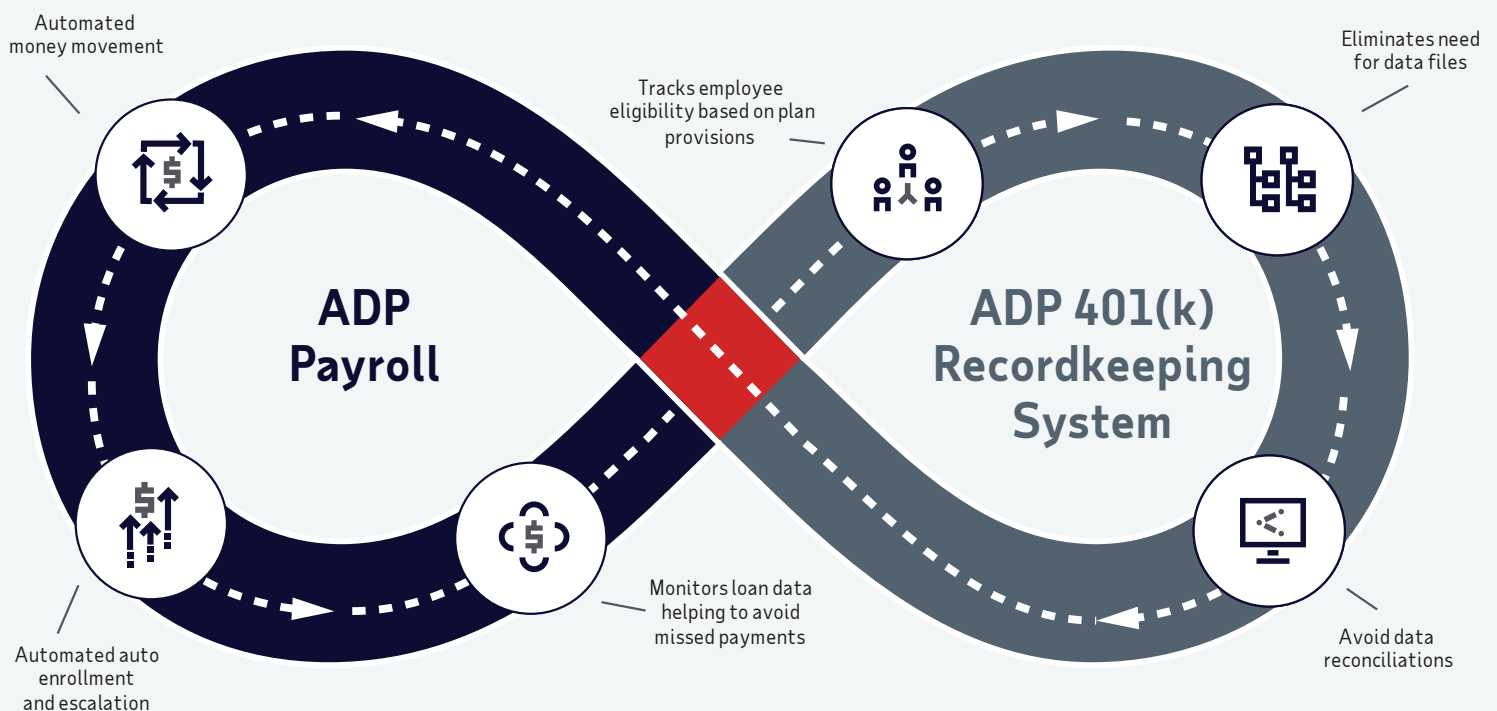 Automated
money movement
Tracks employee
eligibility based on plan
provisions
Eliminates need
for data files
ADP
Payroll
ADP 401(k)
Recordkeeping
System
Monitors loan data
helping to avoid
missed payments
Automated auto
enrollment
and escalation
Avoid data
reconciliations
$
$
$